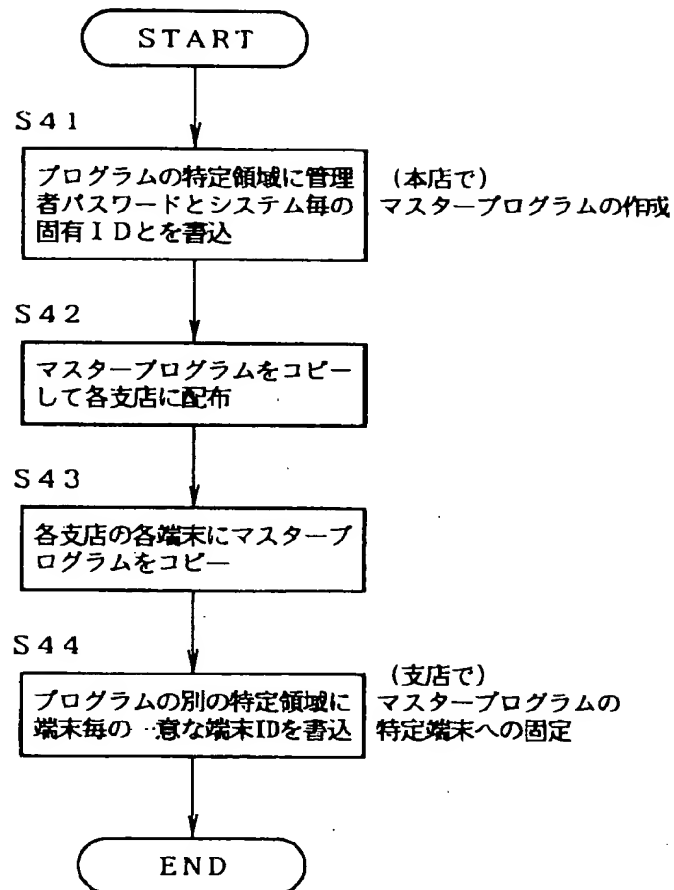 START
S41
プログラムの特定領域に管理
者パスワードとシステム毎の
固有IDとを書込
(本店で)
マスタープログラムの作成
S42
マスタープログラムをコピー
して各支店に配布
S43
各支店の各端末にマスタープ
ログラムをコピー
S44
プログラムの別の特定領域に
端末毎の一意な端末IDを書込
(支店で)
マスタープログラムの
特定端末への固定
END